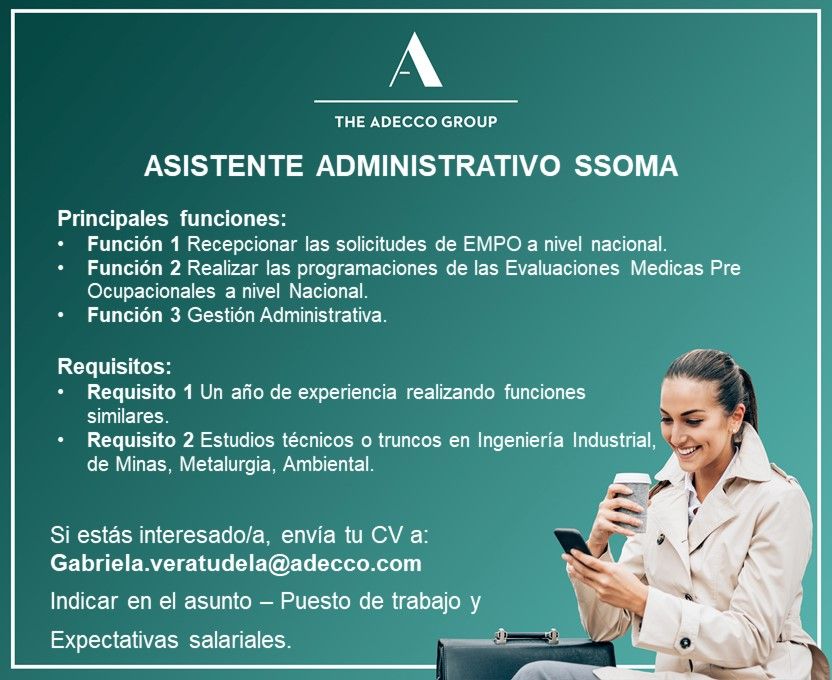 THE ADECCO GROUP
ASISTENTE ADMINISTRATIVO SSOMA
Principales funciones:
• Función 1 Recepcionar las solicitudes de EMPO a nivel nacional.
• Función 2 Realizar las programaciones de las Evaluaciones Medicas Pre
Ocupacionales a nivel Nacional.
• Función 3 Gestión Administrativa.
Requisitos:
• Requisito 1 Un año de experiencia realizando funciones
similares.
• Requisito 2 Estudios técnicos o truncos en Ingeniería Industrial,
de Minas, Metalurgia, Ambiental.
Si estás interesado/a, envía tu CV a:
Gabriela.veratudela@adecco.com
Indicar en el asunto – Puesto de trabajo y
Expectativas salariales.